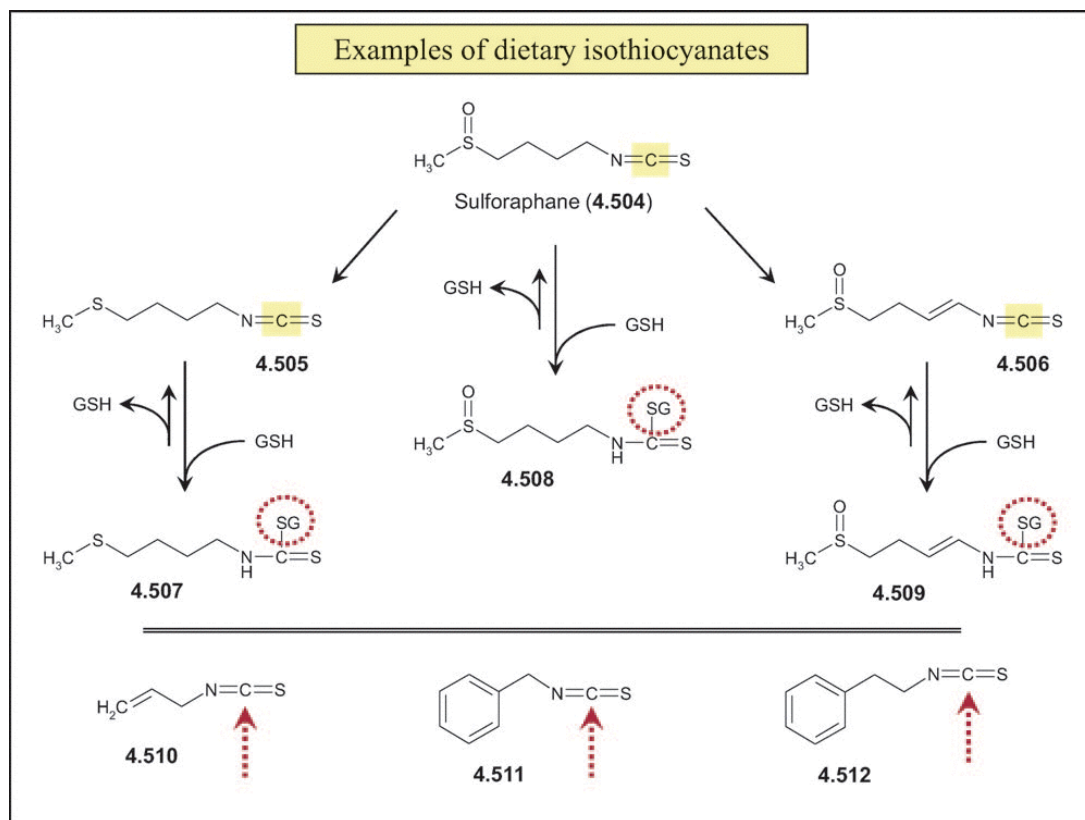 Examples of dietary isothiocyanates
O
S
H₃C
N=C=S
Sulforaphane (4.504)
S
H₃C
N=C=S
4.505
GSH
GSH
O
S
H₃C
N=C=S
4.506
GSH
GSH
GSH
GSH
O
S
H₃C
N
H
SG
C=S
4.508
S
H₃C
N
H
SG
C=S
4.507
O
S
H₃C
N
H
SG
C=S
4.509
H₂C
N=C=S
4.510
N=C=S
4.511
N=C=S
4.512